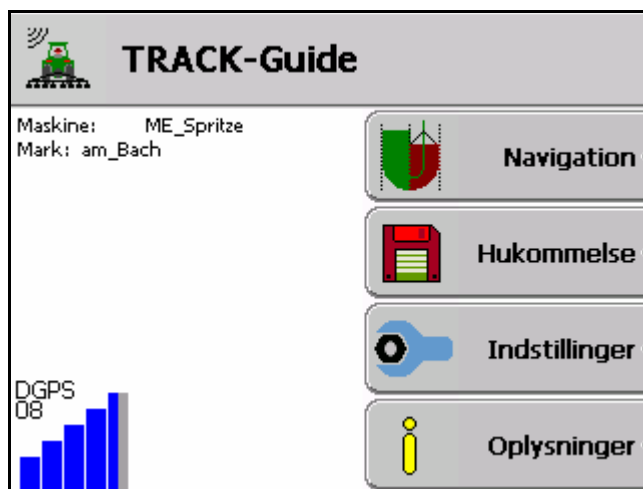 TRACK-Guide
Maskine: ME_Spritze
Mark: am_Bach
Navigation
Hukommelse
Indstillinger
Oplysninger
DGPS
08